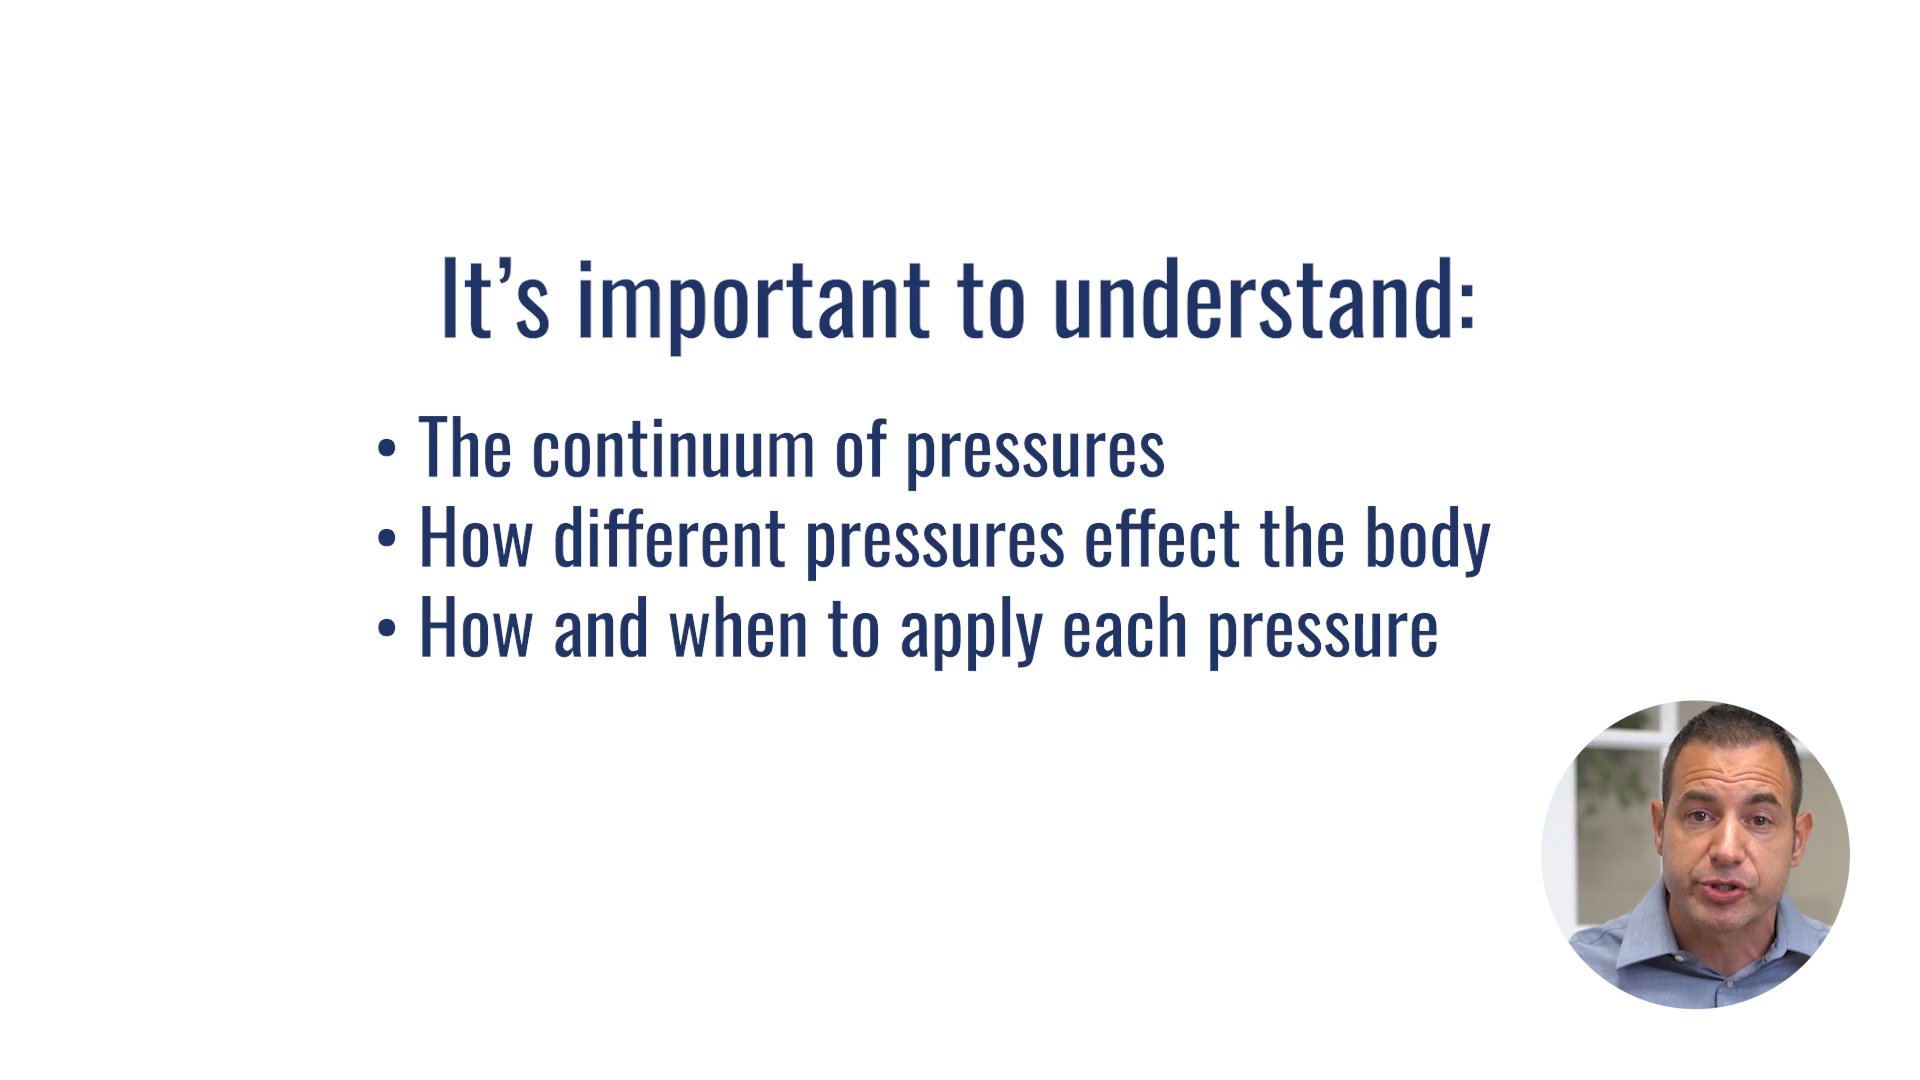 It’s important to understand:
• The continuum of pressures
• How different pressures effect the body
• How and when to apply each pressure